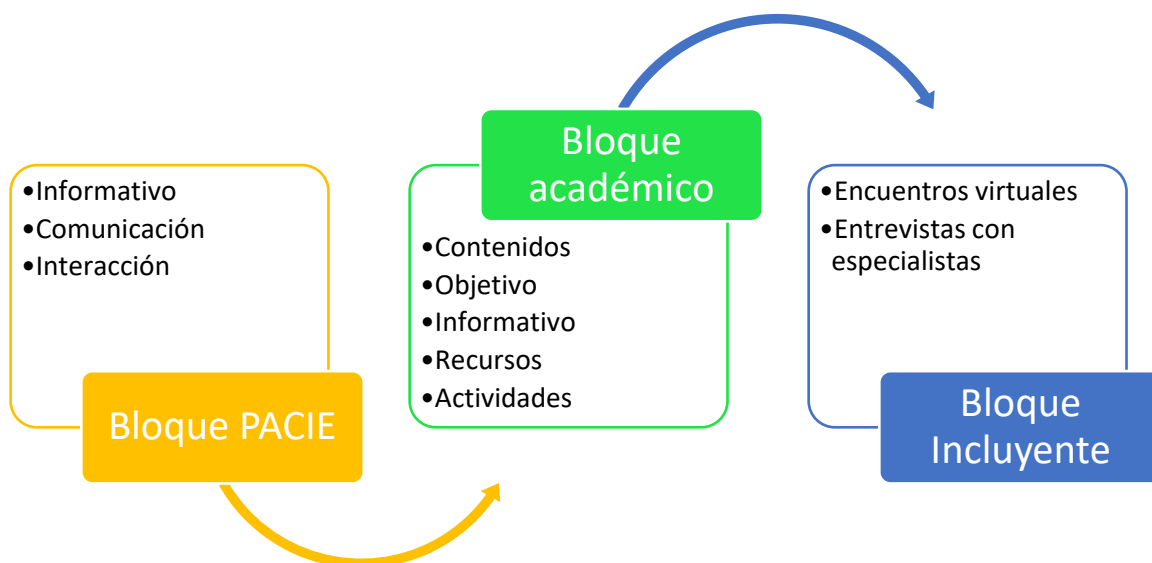 •Informativo
•Comunicación
•Interacción
Bloque PACIE
Bloque
académico
•Contenidos
•Objetivo
•Informativo
•Recursos
•Actividades
•Encuentros virtuales
•Entrevistas con
especialistas
Bloque
Incluyente